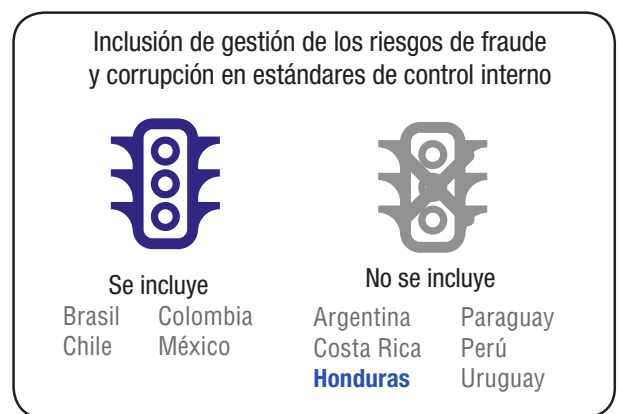 Inclusión de gestión de los riesgos de fraude
y corrupción en estándares de control interno
Se incluye
Brasil Colombia
Chile México
No se incluye
Argentina Paraguay
Costa Rica Perú
Honduras Uruguay